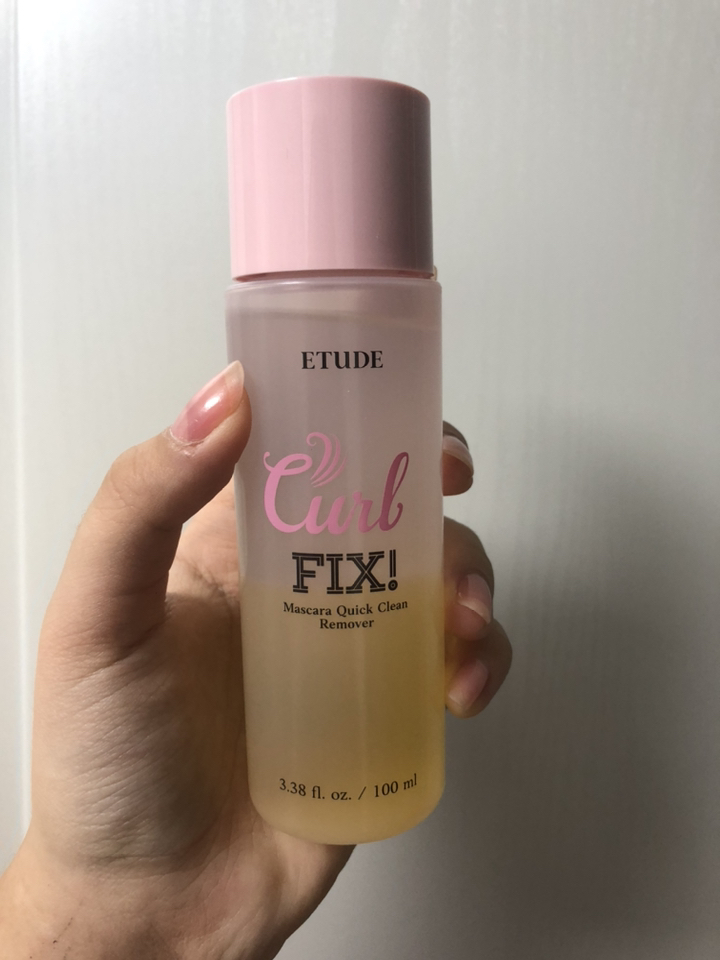 ETUDE
Curl
FIX!
Mascara Quick Clean
Remover
3.38 fl. oz. / 100 ml